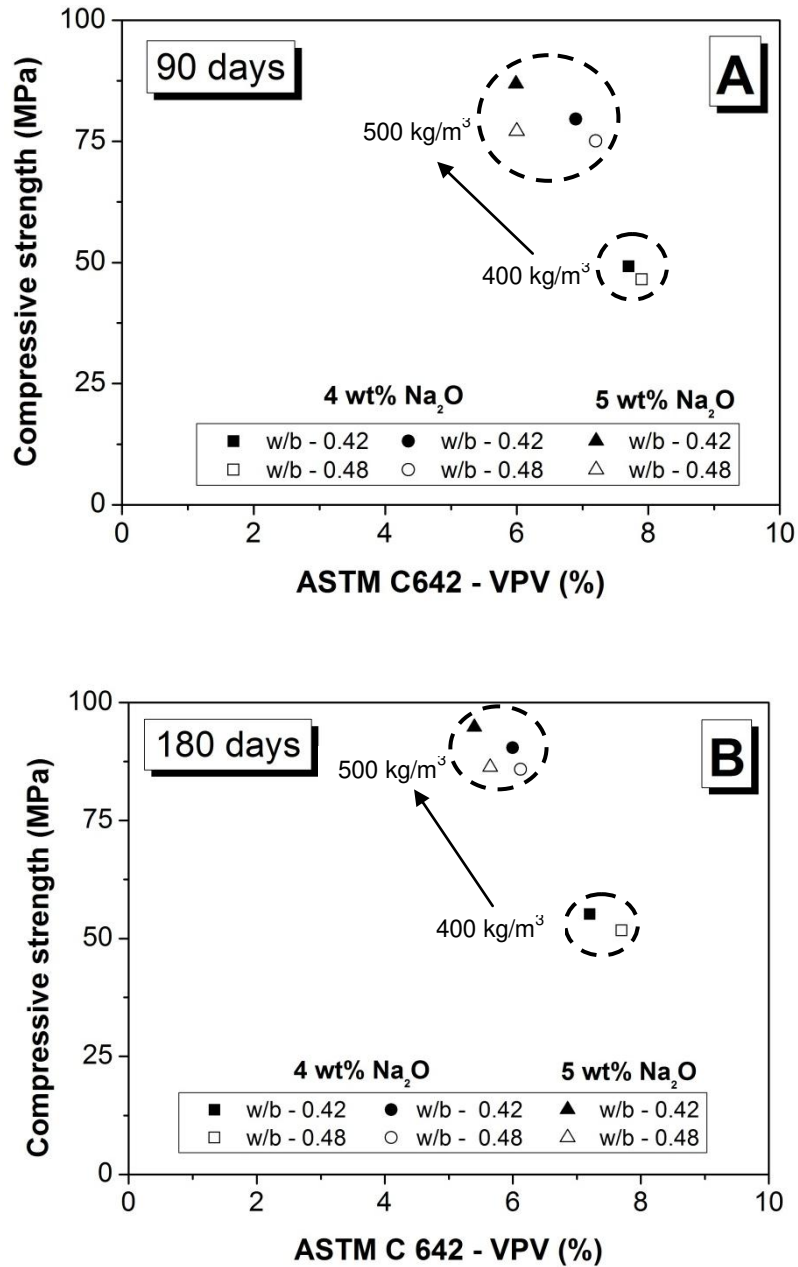 100
90 days
A
75
500 kg/m³
50
400 kg/m³
25
0
Compressive strength (MPa)
4 wt% Na₂O
5 wt% Na₂O
w/b - 0.42
w/b - 0.42
w/b - 0.42
w/b - 0.48
w/b - 0.48
w/b - 0.48
0 2 4 6 8 10
ASTM C642 - VPV (%)
100
180 days
B
75
500 kg/m³
50
400 kg/m³
25
0
Compressive strength (MPa)
4 wt% Na₂O
5 wt% Na₂O
w/b - 0.42
w/b - 0.42
w/b - 0.42
w/b - 0.48
w/b - 0.48
w/b - 0.48
0 2 4 6 8 10
ASTM C 642 - VPV (%)